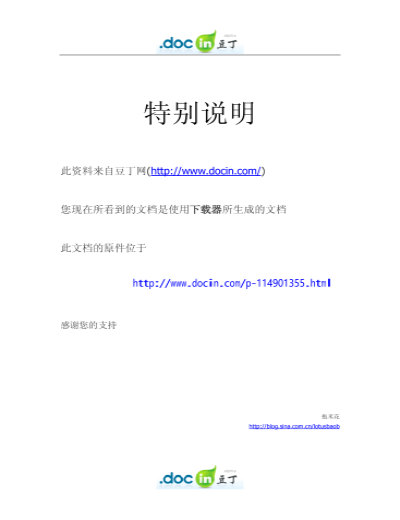 .doc in 豆丁
特别说明
此资料来自豆丁网(http://www.docin.com/)
您现在所看到的文档是使用下载器所生成的文档
此文档的原件位于
http://www.docin.com/p-114901355.html
感谢您的支持
抱米花
http://blog.sina.com.cn/lotusbaob
.doc in 豆丁